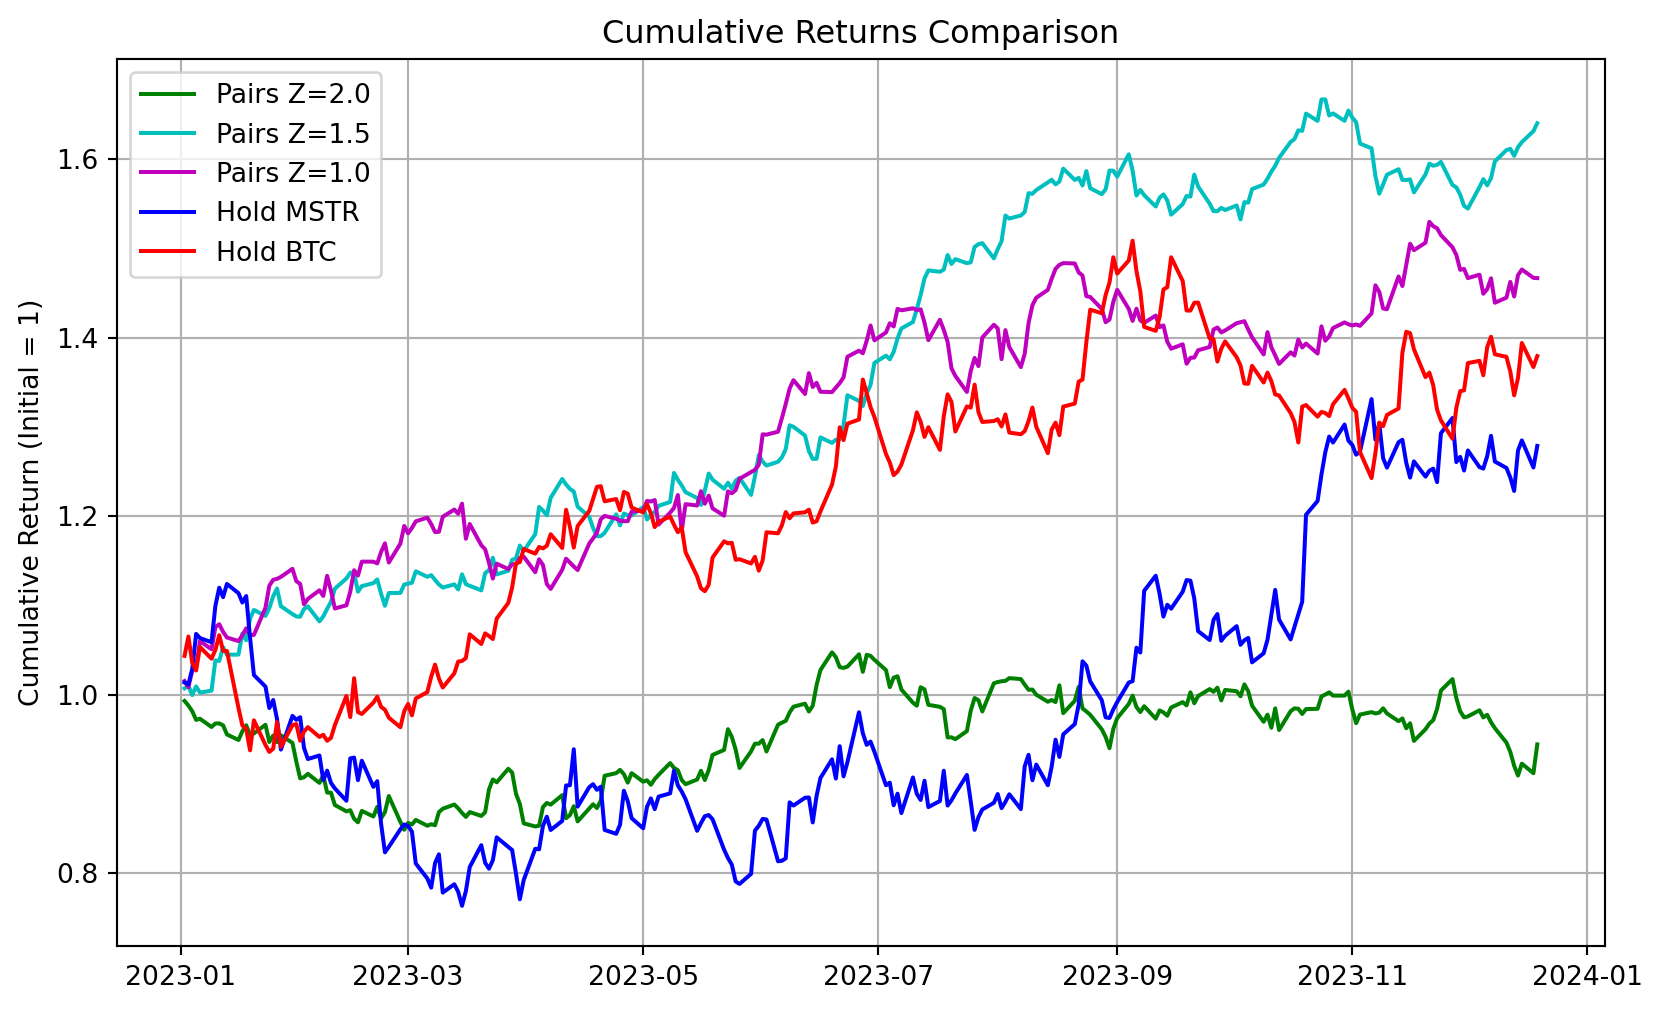 Cumulative Returns Comparison
Pairs Z=2.0
Pairs Z=1.5
Pairs Z=1.0
Hold MSTR
Hold BTC
Cumulative Return (Initial = 1)
1.6
1.4
1.2
1.0
0.8
2023-01 2023-03 2023-05 2023-07 2023-09 2023-11 2024-01